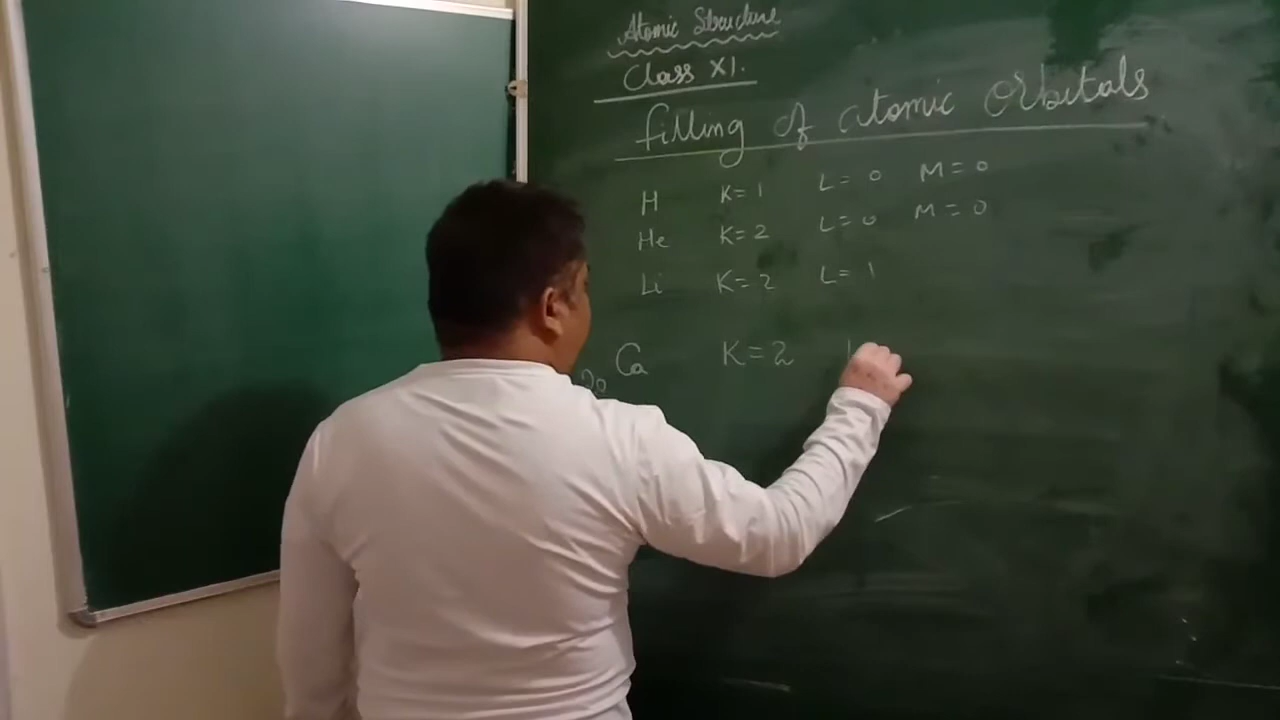 Atomic Structure
Class XI.
filling of atomic orbitals
H K=1 L=0 M=0
He K=2 L=0 M=0
Li K=2 L=1
20 Ca K=2